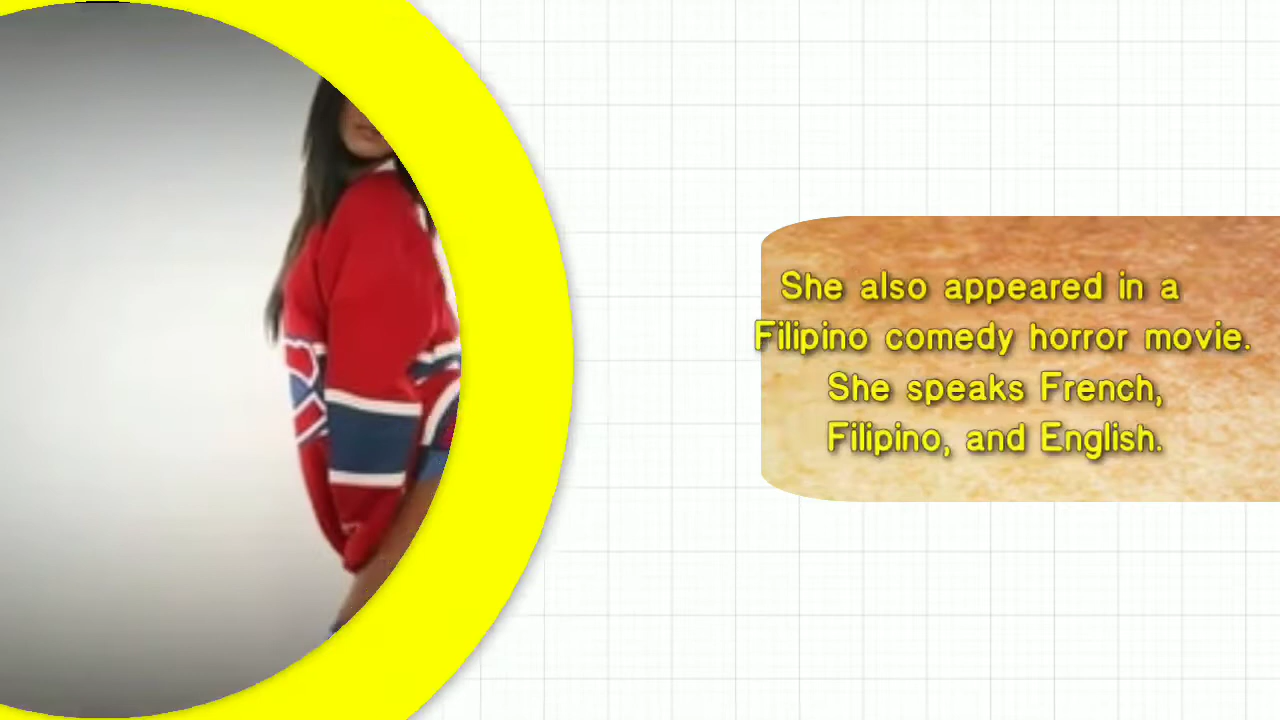 She also appeared in a
Filipino comedy horror movie.
She speaks French,
Filipino, and English.